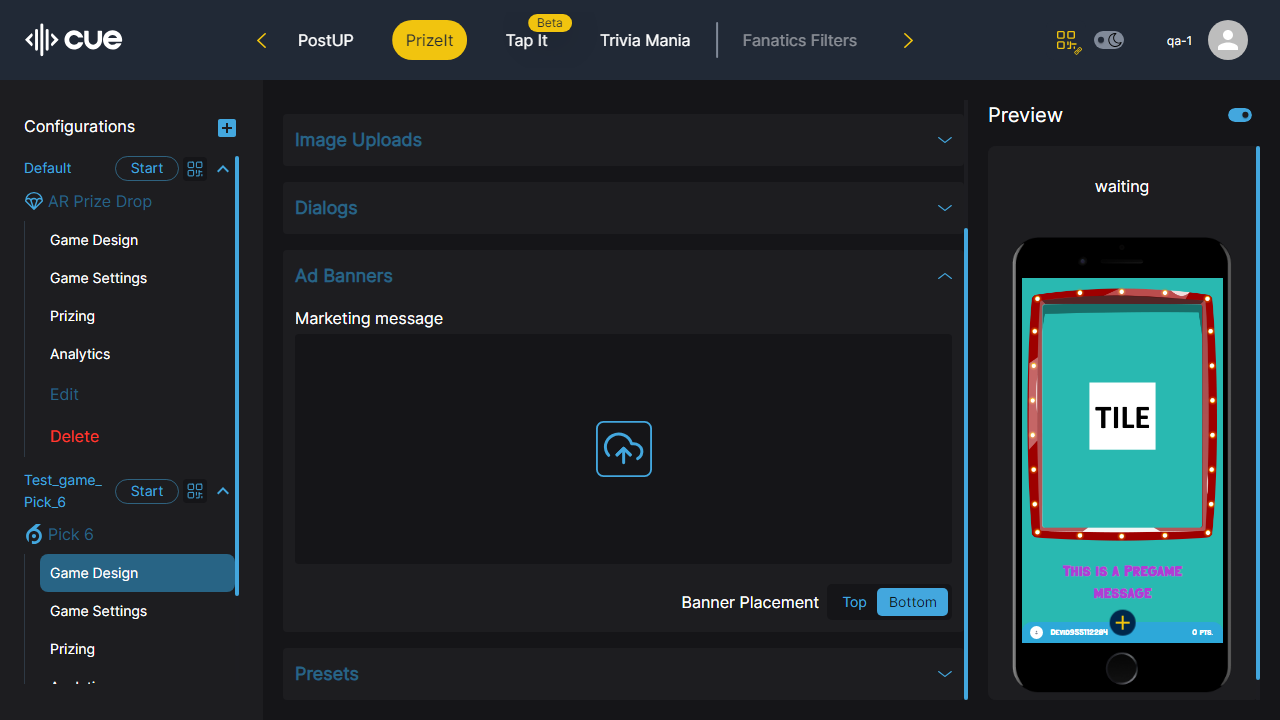 cue
PostUP
PrizeIt
Tap It
Beta
Trivia Mania
Fanatics Filters
qa-1
Configurations
Default
Start
AR Prize Drop
Game Design
Game Settings
Prizing
Analytics
Edit
Delete
Test_game_
Pick_6
Start
Pick 6
Game Design
Game Settings
Prizing
Image Uploads
Dialogs
Ad Banners
Marketing message
Banner Placement
Top
Bottom
Presets
Preview
waiting
TILE
THIS IS A PREGAME
MESSAGE
0 PTS.